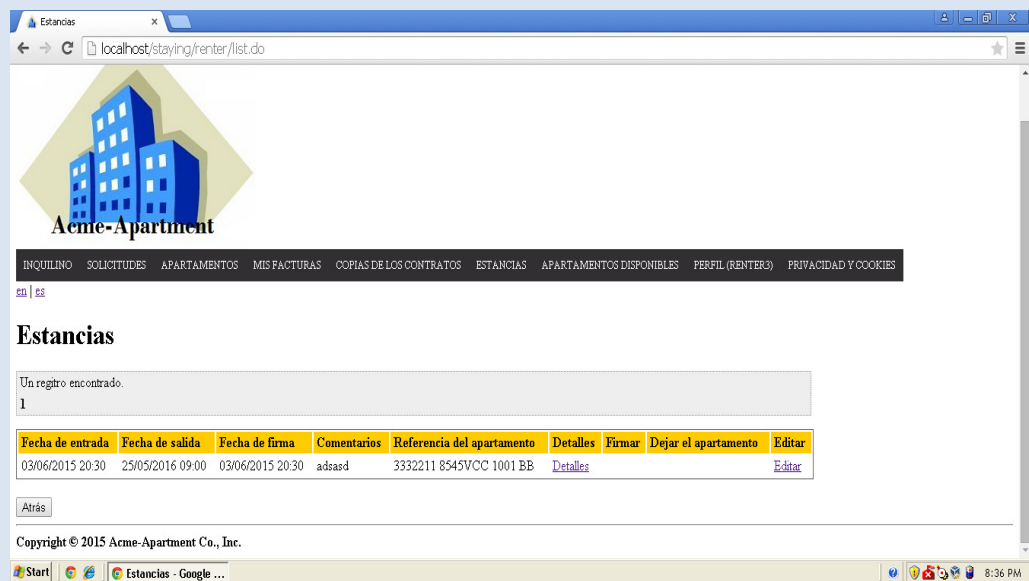 Estancias
localhost/staying/renter/list.do
Acme-Apartment
INQUILINO SOLICITUDES APARTAMENTOS MIS FACTURAS COPIAS DE LOS CONTRATOS ESTANCIAS APARTAMENTOS DISPONIBLES PERFIL (RENTER3) PRIVACIDAD Y COOKIES
en | es
Estancias
Un regitro encontrado.
1
Fecha de entrada Fecha de salida Fecha de firma Comentarios Referencia del apartamento Detalles Firmar Dejar el apartamento Editar
03/06/2015 20:30 25/05/2016 09:00 03/06/2015 20:30 adsasd 3332211 8545VCC 1001 BB Detalles Editar
Atrás
Copyright © 2015 Acme-Apartment Co., Inc.
Start Estancias - Google ... 8:36 PM